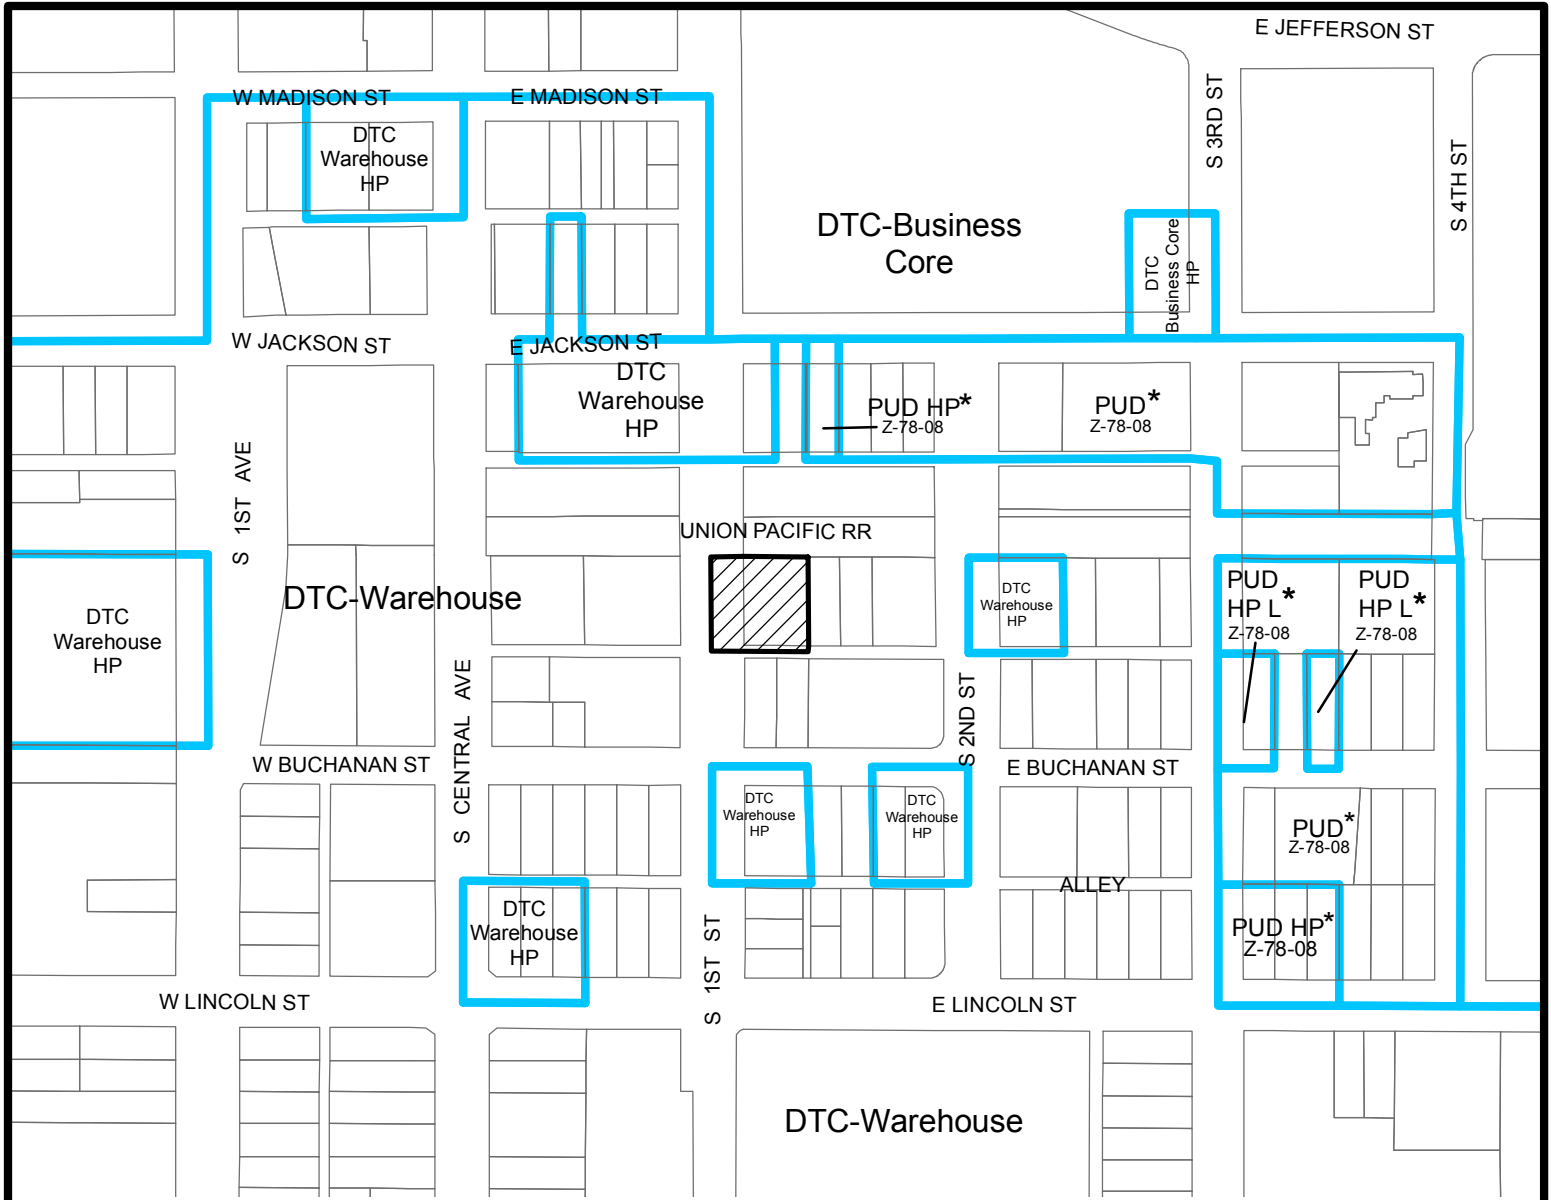 E JEFFERSON ST
W MADISON ST
E MADISON ST
S 3RD ST
S 4TH ST
DTC
Warehouse
HP
DTC-Business
Core
DTC
Business Core
HP
W JACKSON ST
E JACKSON ST
DTC
Warehouse
HP
PUD HP*
Z-78-08
PUD*
Z-78-08
S 1ST AVE
UNION PACIFIC RR
DTC
Warehouse
HP
DTC-Warehouse
DTC
Warehouse
HP
PUD
HP L*
Z-78-08
PUD
HP L*
Z-78-08
S CENTRAL AVE
S 2ND ST
W BUCHANAN ST
E BUCHANAN ST
DTC
Warehouse
HP
DTC
Warehouse
HP
PUD*
Z-78-08
ALLEY
DTC
Warehouse
HP
S 1ST ST
PUD HP*
Z-78-08
W LINCOLN ST
E LINCOLN ST
DTC-Warehouse